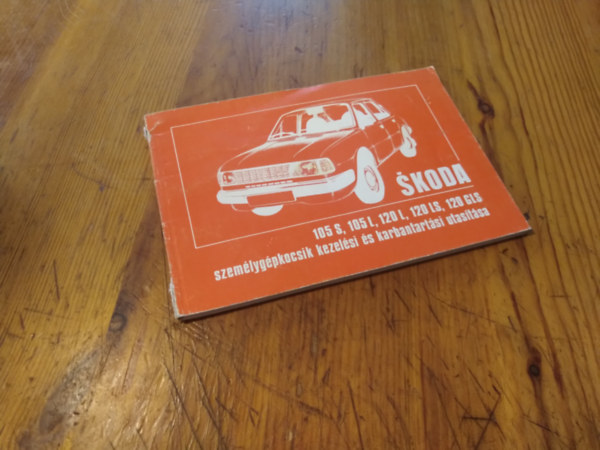 ŠKODA
105 S, 105 L, 120 L, 120 LS, 120 GLS
személygépkocsik kezelési és karbantartási utasítása